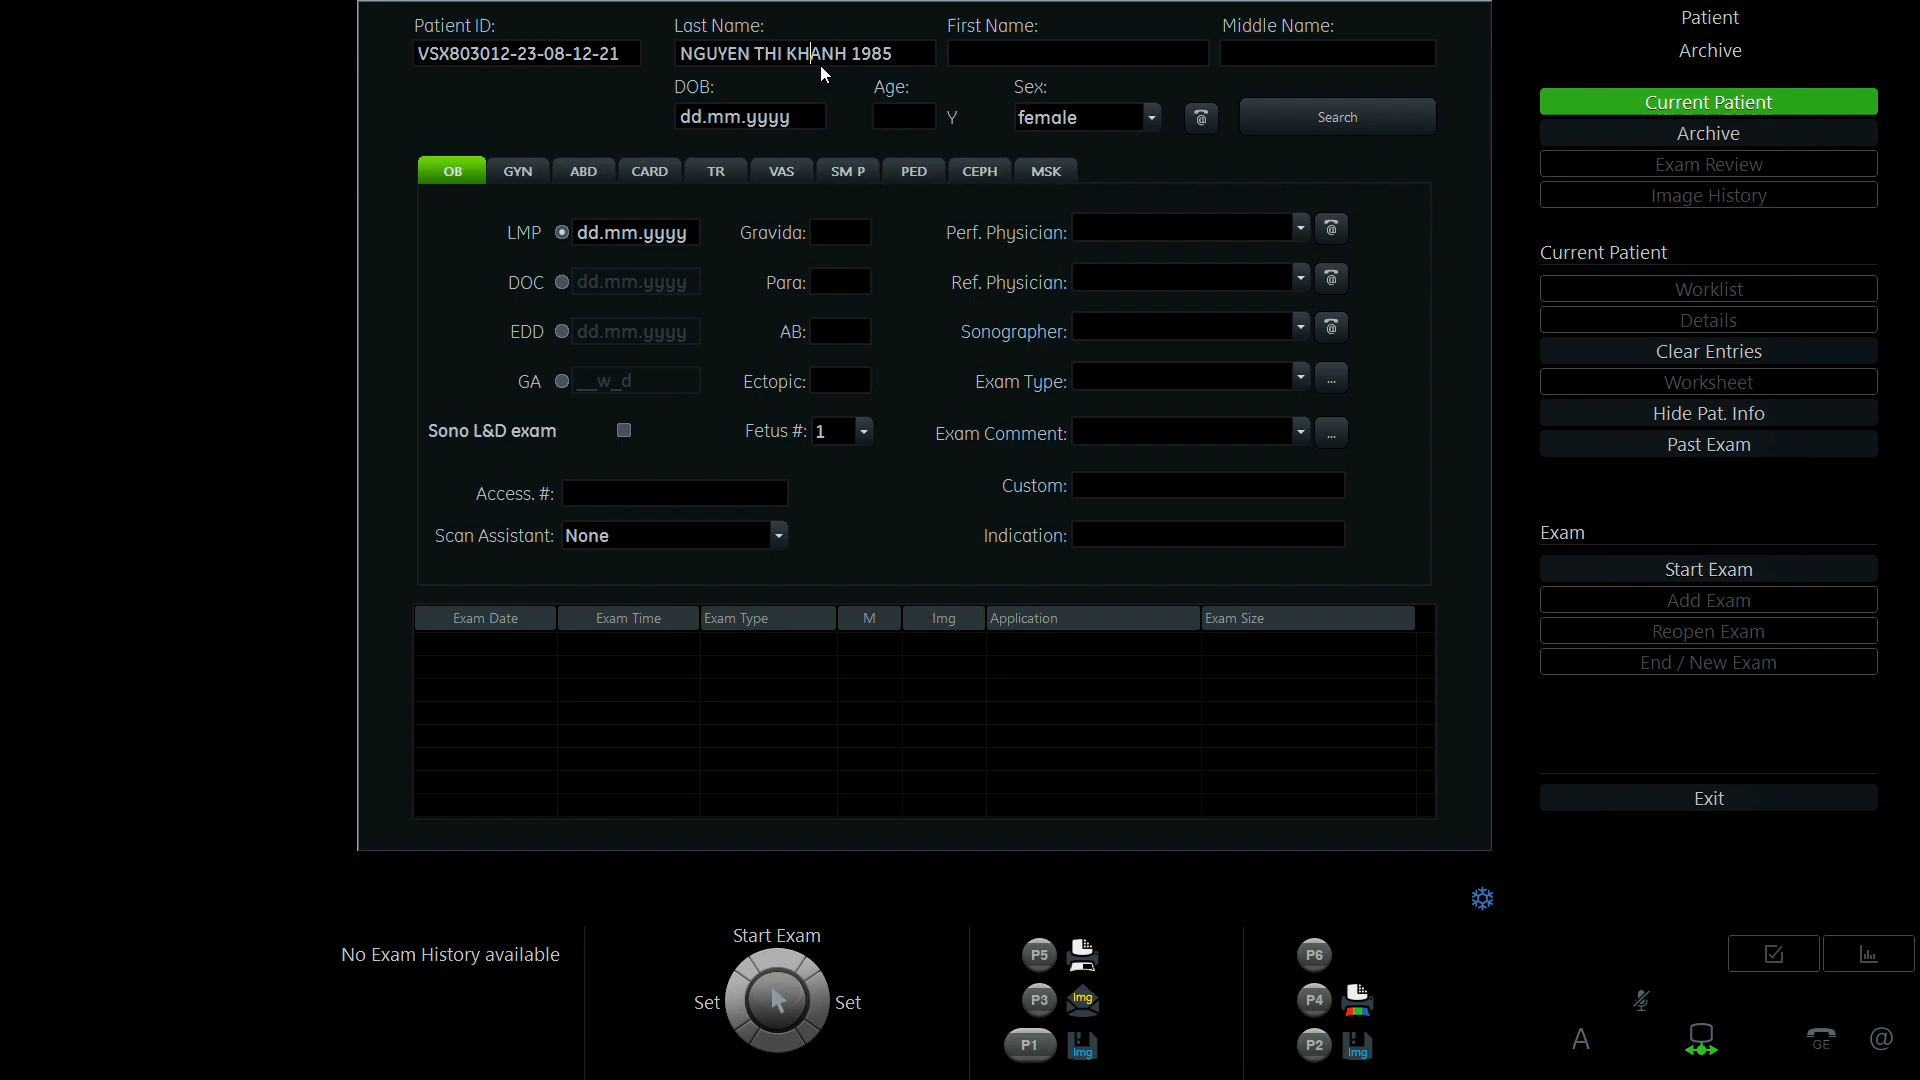 Patient ID:
Last Name:
First Name:
Middle Name:
VSX803012-23-08-12-21
NGUYEN THI KHANH 1985
DOB:
Age:
Sex:
dd.mm.yyyy
Y
female
@
Search
OB
GYN
ABD
CARD
TR
VAS
SM P
PED
CEPH
MSK
LMP
dd.mm.yyyy
Gravida:
Perf. Physician:
@
DOC
dd.mm.yyyy
Para:
Ref. Physician:
@
EDD
dd.mm.yyyy
AB:
Sonographer:
@
GA
__w_d
Ectopic:
Exam Type:
...
Sono L&D exam
Fetus #:
1
Exam Comment:
...
Access. #:
Custom:
Scan Assistant:
None
Indication:
Exam Date
Exam Time
Exam Type
M
Img
Application
Exam Size
Patient
Archive
Current Patient
Archive
Exam Review
Image History
Current Patient
Worklist
Details
Clear Entries
Worksheet
Hide Pat. Info
Past Exam
Exam
Start Exam
Add Exam
Reopen Exam
End / New Exam
Exit
No Exam History available
Start Exam
Set
Set
P5
P3
Img
P1
Img
P6
P4
P2
Img
A
GE
@